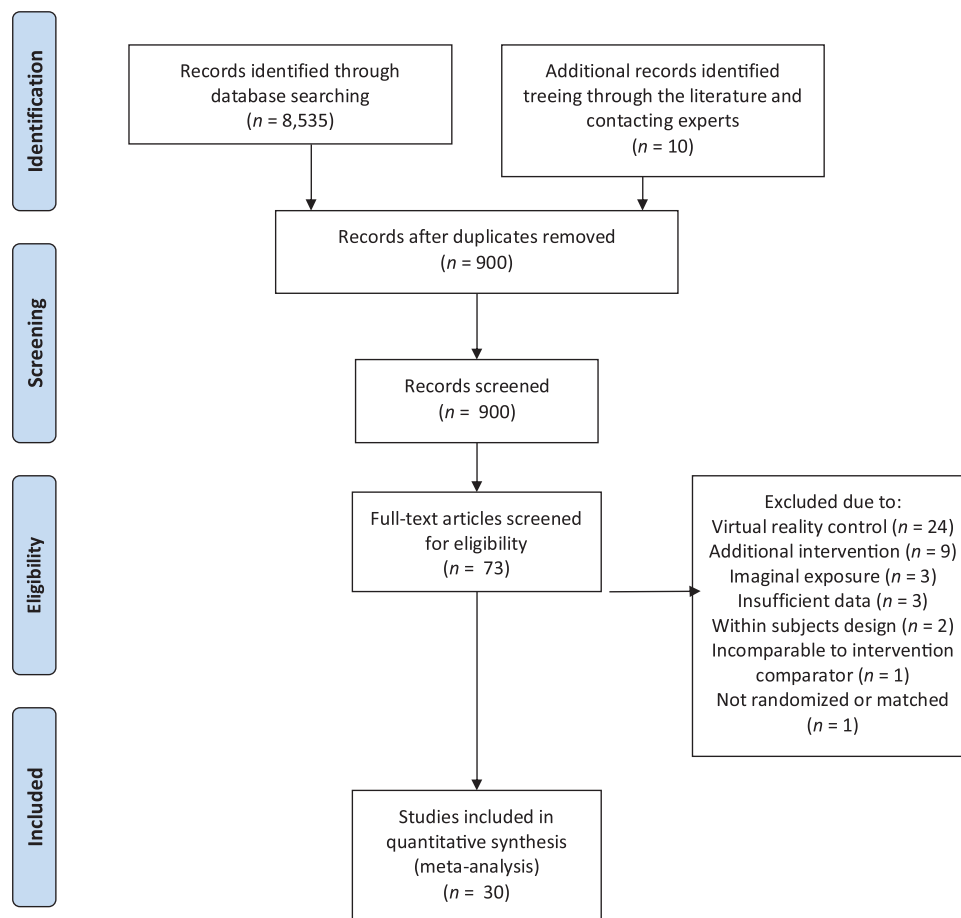 Identification
Records identified through
database searching
(n = 8,535)
Additional records identified
treeing through the literature and
contacting experts
(n = 10)
Records after duplicates removed
(n = 900)
Screening
Records screened
(n = 900)
Eligibility
Full-text articles screened
for eligibility
(n = 73)
Excluded due to:
Virtual reality control (n = 24)
Additional intervention (n = 9)
Imaginal exposure (n = 3)
Insufficient data (n = 3)
Within subjects design (n = 2)
Incomparable to intervention
comparator (n = 1)
Not randomized or matched
(n = 1)
Included
Studies included in
quantitative synthesis
(meta-analysis)
(n = 30)